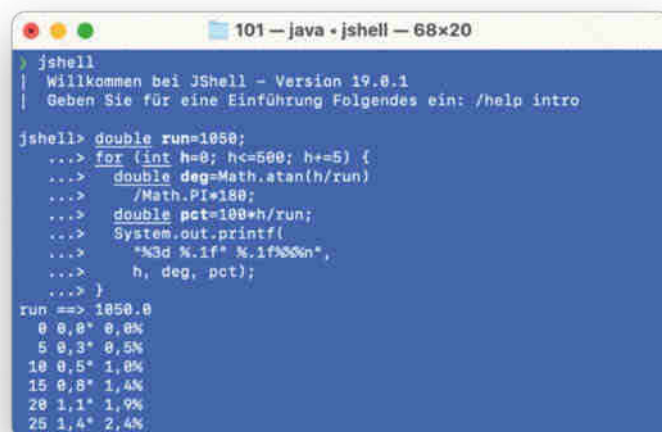 101 — java • jshell — 68×20
❯ jshell
|  Willkommen bei JShell – Version 19.0.1
|  Geben Sie für eine Einführung Folgendes ein: /help intro
jshell> double run=1050;
   ...> for (int h=0; h<=500; h+=5) {
   ...>   double deg=Math.atan(h/run)
   ...>     /Math.PI*180;
   ...>   double pct=100*h/run;
   ...>   System.out.printf(
   ...>     "%3d %.1f° %.1f%%%n",
   ...>     h, deg, pct);
   ...> }
run ==> 1050.0
  0 0,0° 0,0%
  5 0,3° 0,5%
 10 0,5° 1,0%
 15 0,8° 1,4%
 20 1,1° 1,9%
 25 1,4° 2,4%